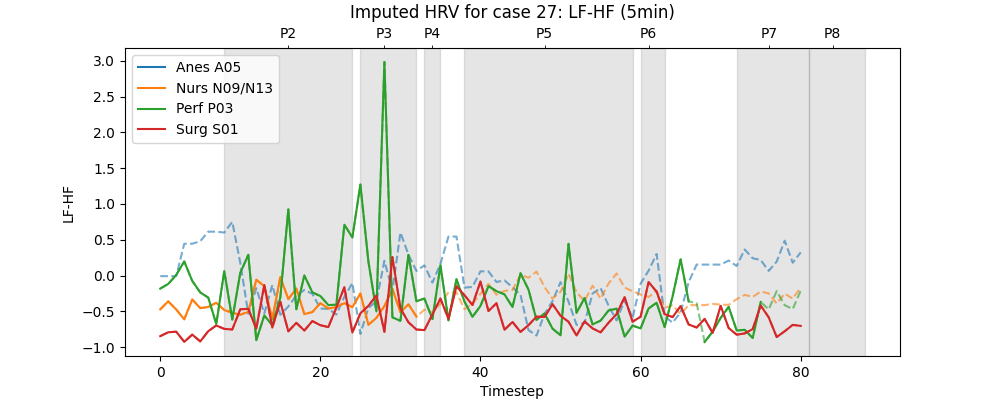 Imputed HRV for case 27: LF-HF (5min)
P2 P3 P4 P5 P6 P7 P8
Anes A05
Nurs N09/N13
Perf P03
Surg S01
3.0
2.5
2.0
1.5
1.0
0.5
0.0
−0.5
−1.0
LF-HF
0 20 40 60 80
Timestep